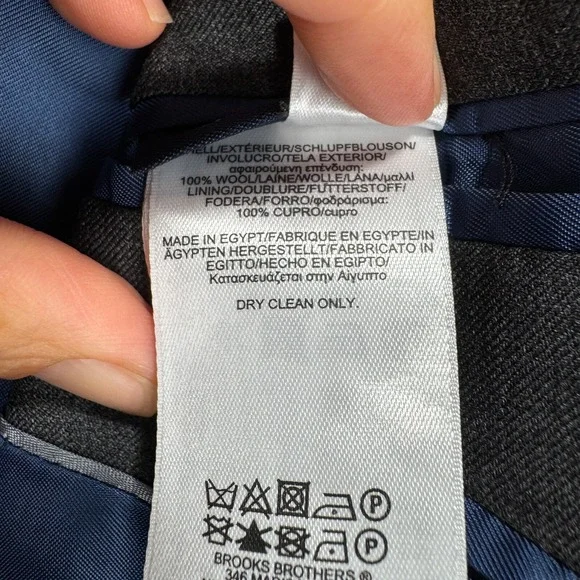 ELL/EXTÉRIEUR/SCHLUPFBLOUSON/
INVOLUCRO/TELA EXTERIOR/
αφαιρούμενη επένδυση:
100% WOOL/LAINE/WOLLE/LANA/μαλλί
LINING/DOUBLURE/FUTTERSTOFF/
FODERA/FORRO/φοδράρισμα:
100% CUPRO/cupro
MADE IN EGYPT/FABRIQUE EN EGYPTE/IN
ÄGYPTEN HERGESTELLT/FABBRICATO IN
EGITTO/HECHO EN EGIPTO/
Κατασκευάζεται στην Αίγυπτο
DRY CLEAN ONLY.
P
P
BROOKS BROTHERS
346 MAD